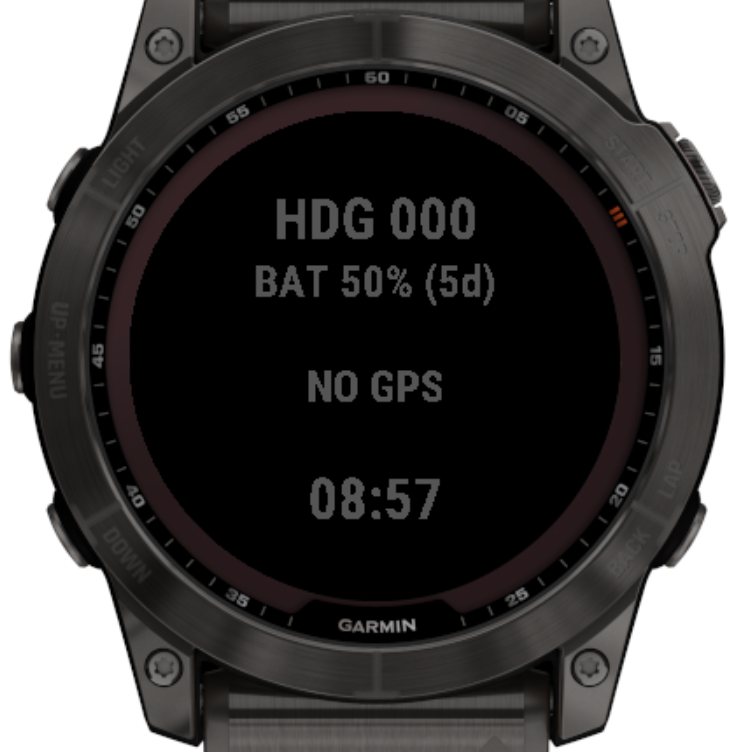 60
55
05
LIGHT
START
STOP
50
HDG 000
BAT 50% (5d)
UP·MENU
45
15
NO GPS
08:57
LAP
40
20
DOWN
BACK
35
25
GARMIN